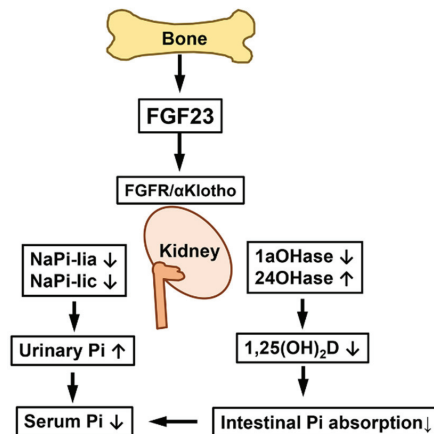 Bone
FGF23
FGFR/αKlotho
Kidney
NaPi-Iia ↓
NaPi-Iic ↓
1aOHase ↓
24OHase ↑
Urinary Pi ↑
1,25(OH)₂D ↓
Serum Pi ↓
Intestinal Pi absorption↓